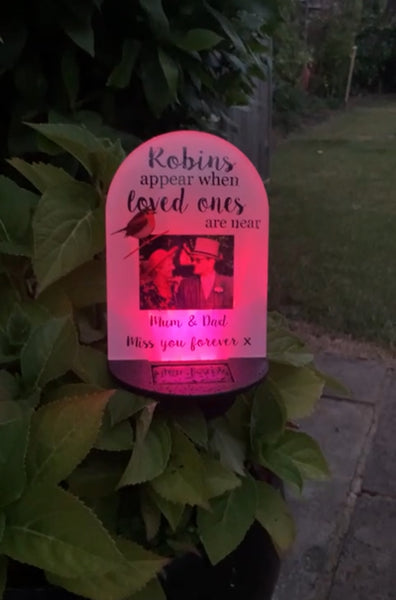 Robins
appear when
loved ones
are near
Mum & Dad
Miss you forever x